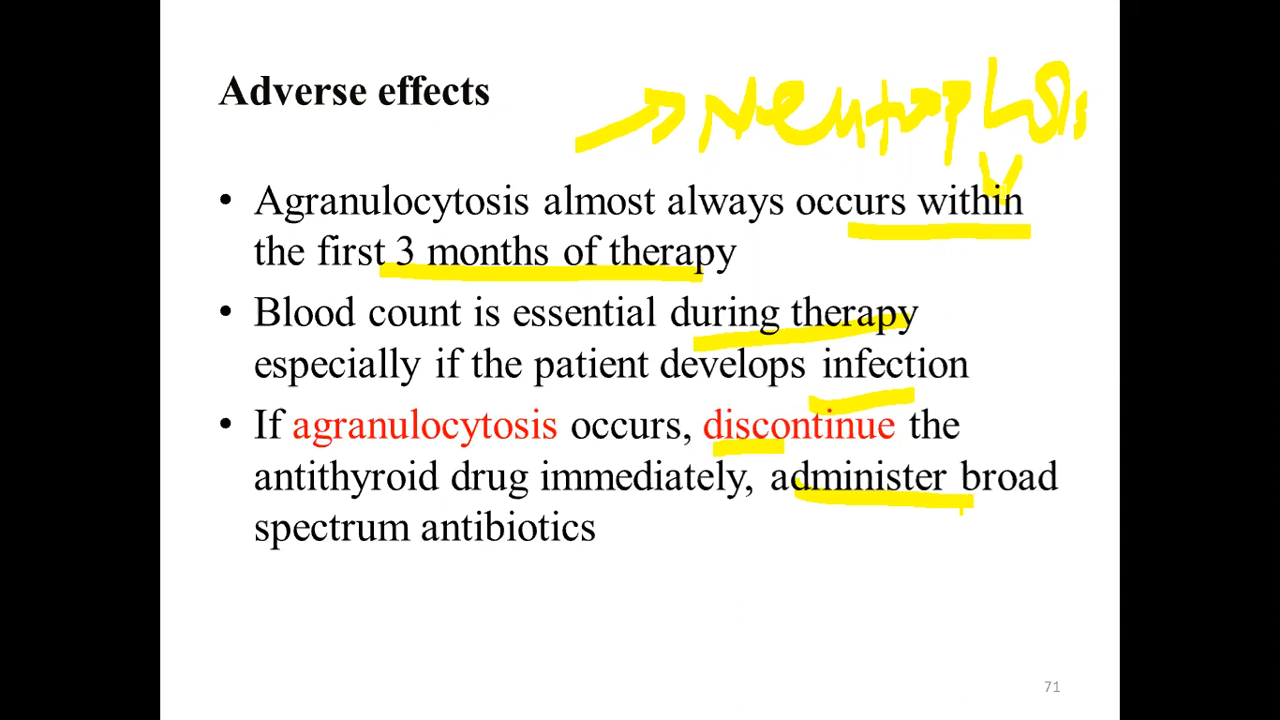 Adverse effects
• Agranulocytosis almost always occurs within
the first 3 months of therapy
• Blood count is essential during therapy
especially if the patient develops infection
• If agranulocytosis occurs, discontinue the
antithyroid drug immediately, administer broad
spectrum antibiotics
71